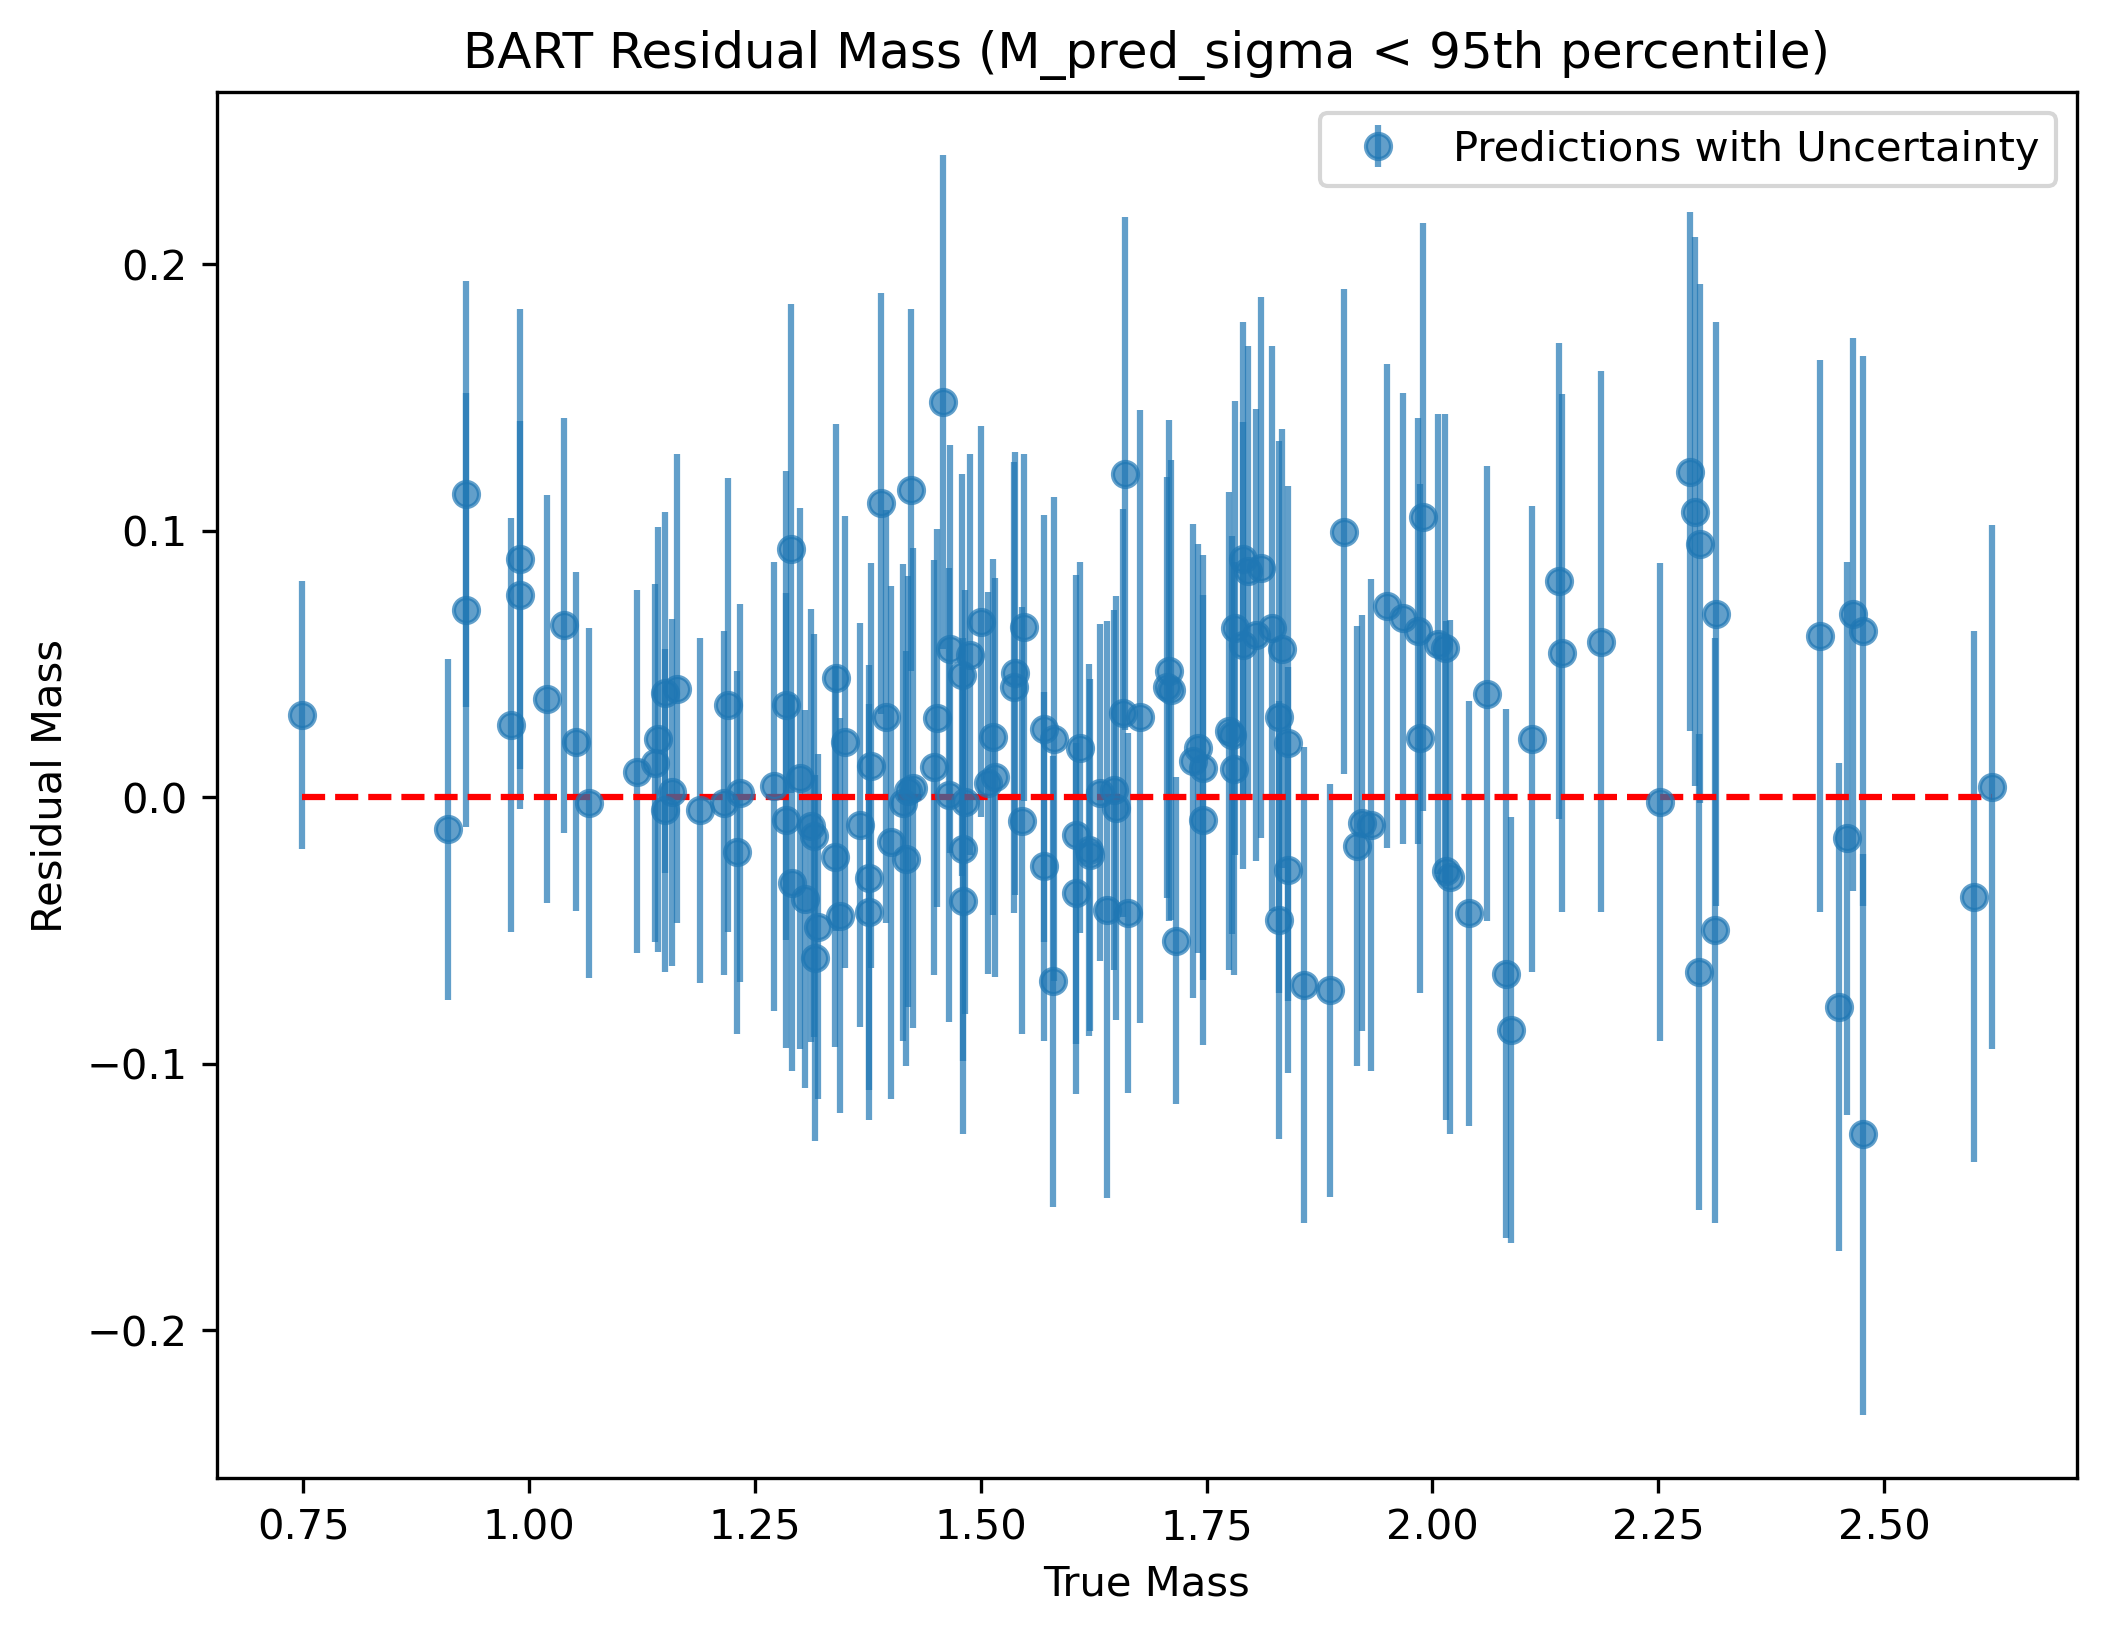 BART Residual Mass (M_pred_sigma < 95th percentile)
Predictions with Uncertainty
0.2
0.1
0.0
−0.1
−0.2
Residual Mass
0.75 1.00 1.25 1.50 1.75 2.00 2.25 2.50
True Mass